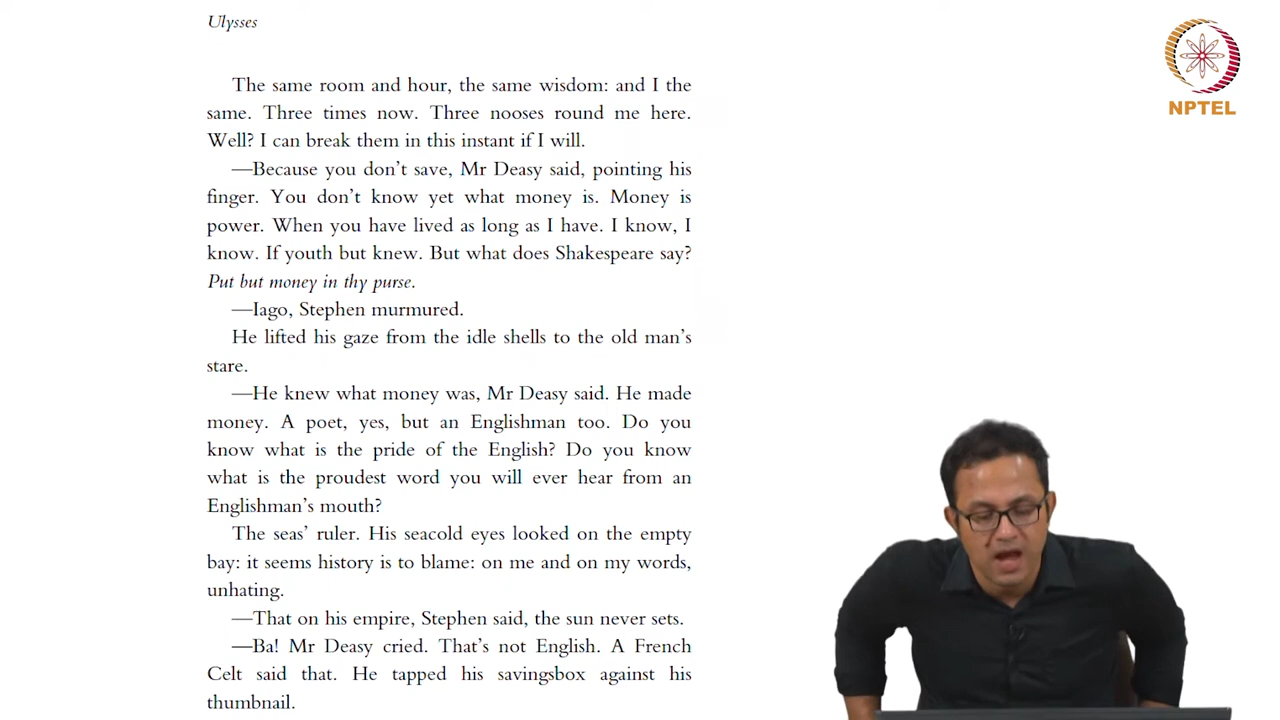 Ulysses
The same room and hour, the same wisdom: and I the
same. Three times now. Three nooses round me here.
Well? I can break them in this instant if I will.
—Because you don’t save, Mr Deasy said, pointing his
finger. You don’t know yet what money is. Money is
power. When you have lived as long as I have. I know, I
know. If youth but knew. But what does Shakespeare say?
Put but money in thy purse.
—Iago, Stephen murmured.
He lifted his gaze from the idle shells to the old man’s
stare.
—He knew what money was, Mr Deasy said. He made
money. A poet, yes, but an Englishman too. Do you
know what is the pride of the English? Do you know
what is the proudest word you will ever hear from an
Englishman’s mouth?
The seas’ ruler. His seacold eyes looked on the empty
bay: it seems history is to blame: on me and on my words,
unhating.
—That on his empire, Stephen said, the sun never sets.
—Ba! Mr Deasy cried. That’s not English. A French
Celt said that. He tapped his savingsbox against his
thumbnail.
NPTEL